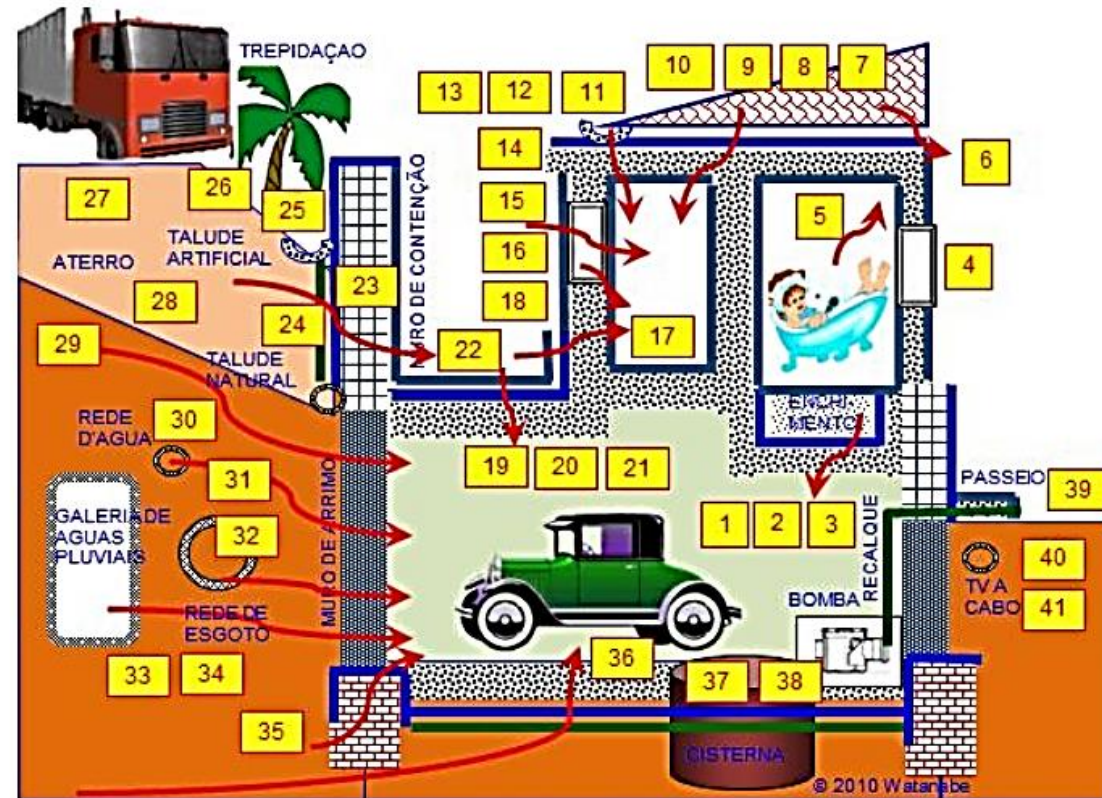 TREPIDAÇAO
10 9 8 7
13 12 11
14
6
27 26 25
15
5
TALUDE
ARTIFICIAL
ATERRO
MURO DE CONTENÇÃO
16
4
23
28
18
24
29
22
17
TALUDE
NATURAL
REDE
D'AGUA
30
19 20 21
31
PASSEIO
39
GALERIA DE
AGUAS
PLUVIAIS
32
1 2 3
MURO DE ARRIMO
RECALQUE
40
TV A
CABO
41
BOMBA
REDE DE
ESGOTO
33 34
36
37 38
35
CISTERNA
© 2010 Watanabe